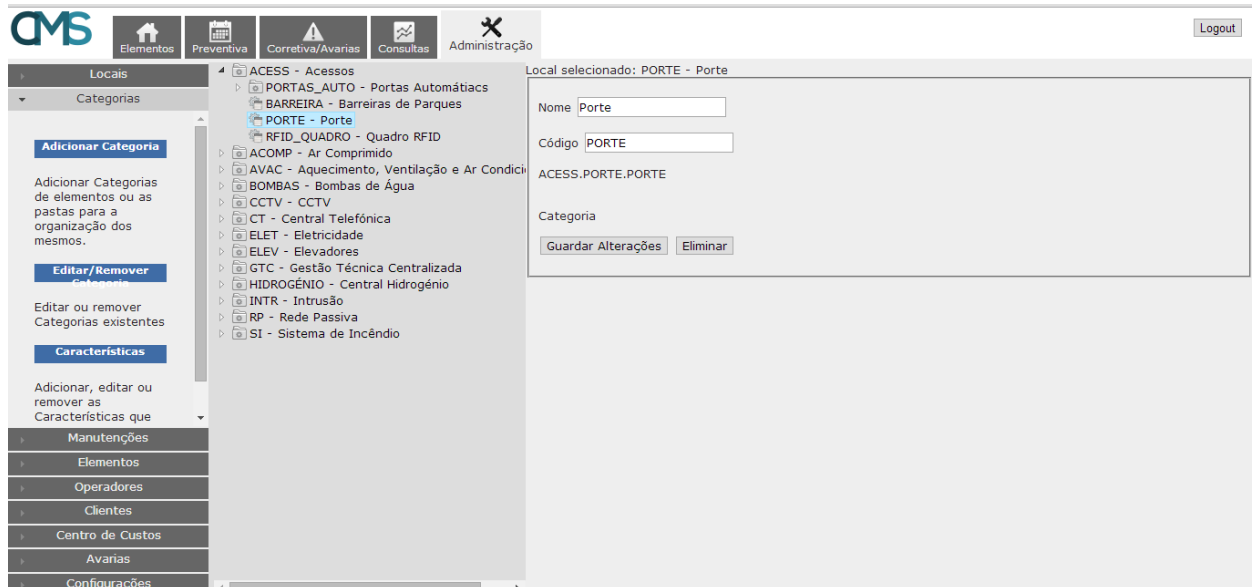 CMS
Elementos
Preventiva
Corretiva/Avarias
Consultas
Administração
Logout
Locais
Categorias
Adicionar Categoria
Adicionar Categorias
de elementos ou as
pastas para a
organização dos
mesmos.
Editar/Remover
Categoria
Editar ou remover
Categorias existentes
Características
Adicionar, editar ou
remover as
Características que
Manutenções
Elementos
Operadores
Clientes
Centro de Custos
Avarias
Configurações
ACESS - Acessos
PORTAS_AUTO - Portas Automátiacs
BARREIRA - Barreiras de Parques
PORTE - Porte
RFID_QUADRO - Quadro RFID
ACOMP - Ar Comprimido
AVAC - Aquecimento, Ventilação e Ar Condici
BOMBAS - Bombas de Água
CCTV - CCTV
CT - Central Telefónica
ELET - Eletricidade
ELEV - Elevadores
GTC - Gestão Técnica Centralizada
HIDROGÉNIO - Central Hidrogénio
INTR - Intrusão
RP - Rede Passiva
SI - Sistema de Incêndio
Local selecionado: PORTE - Porte
Nome Porte
Código PORTE
ACESS.PORTE.PORTE
Categoria
Guardar Alterações Eliminar